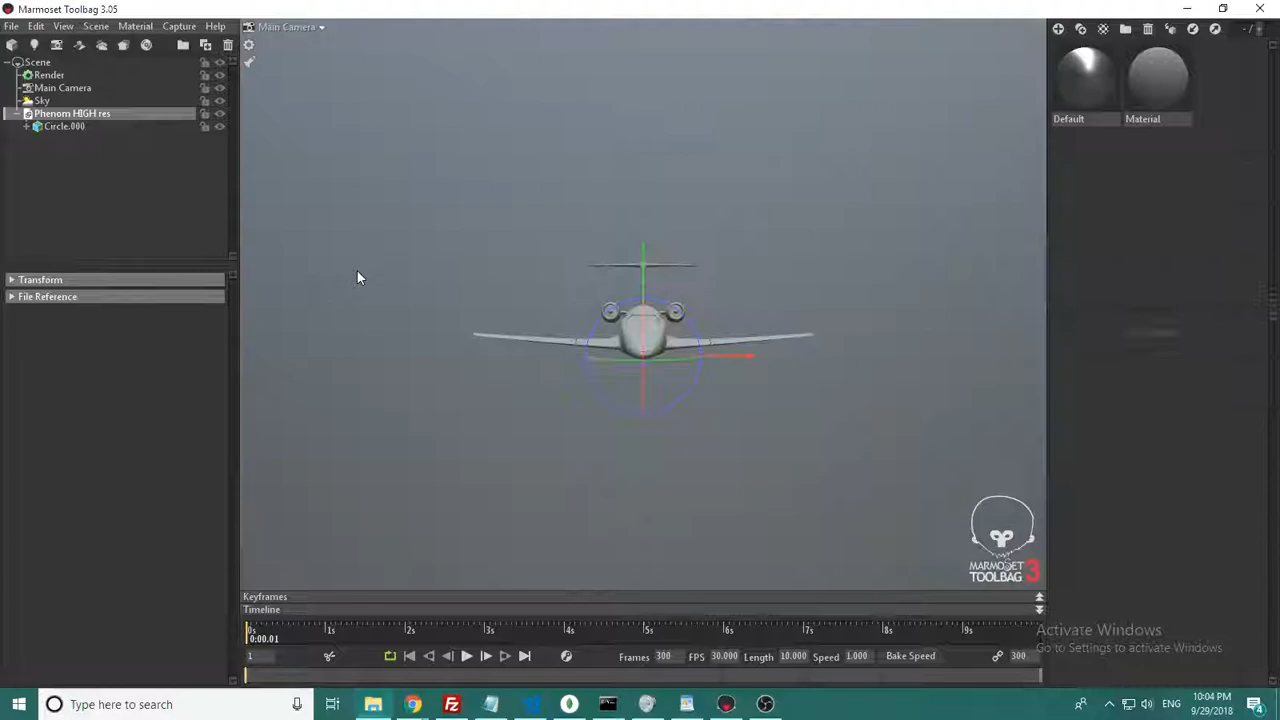 Marmoset Toolbag 3.05
File Edit View Scene Material Capture Help
Main Camera
Scene
Render
Main Camera
Sky
Phenom HIGH res
Circle.000
Transform
File Reference
Default
Material
MARMOSET
TOOLBAG 3
Keyframes
Timeline
0s 1s 2s 3s 4s 5s 6s 7s 8s 9s
0:00.01
1
Frames 300 FPS 30.000 Length 10.000 Speed 1.000 Bake Speed 300
Activate Windows
Go to Settings to activate Windows.
Type here to search
ENG
10:04 PM
9/29/2018
4